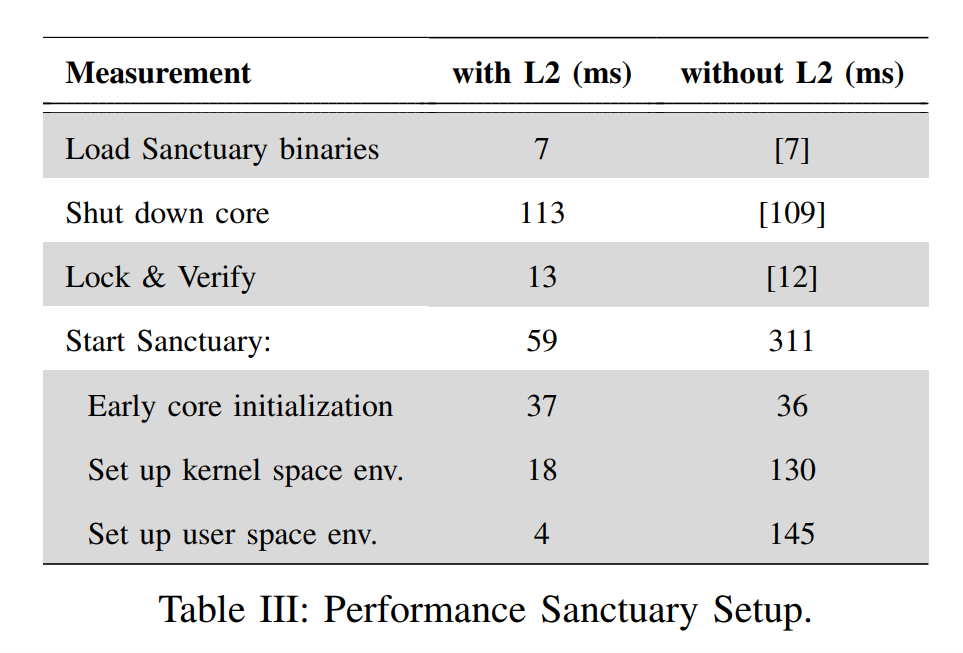 Measurement with L2 (ms) without L2 (ms)
Load Sanctuary binaries 7 [7]
Shut down core 113 [109]
Lock & Verify 13 [12]
Start Sanctuary: 59 311
Early core initialization 37 36
Set up kernel space env. 18 130
Set up user space env. 4 145
Table III: Performance Sanctuary Setup.